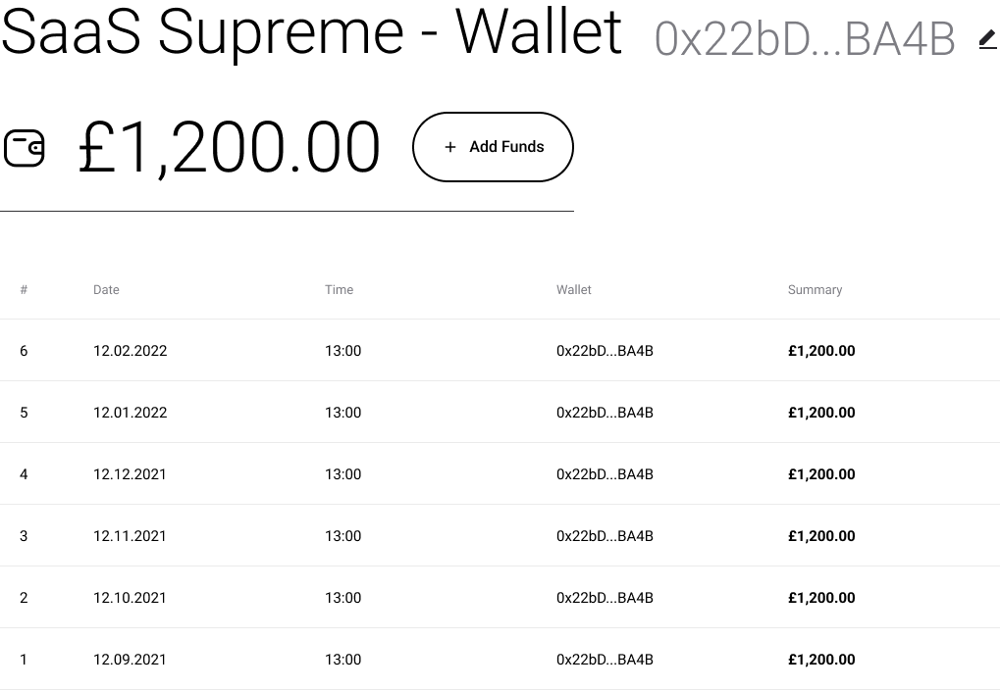 SaaS Supreme - Wallet 0x22bD...BA4B
£1,200.00 + Add Funds
# Date Time Wallet Summary
6 12.02.2022 13:00 0x22bD...BA4B £1,200.00
5 12.01.2022 13:00 0x22bD...BA4B £1,200.00
4 12.12.2021 13:00 0x22bD...BA4B £1,200.00
3 12.11.2021 13:00 0x22bD...BA4B £1,200.00
2 12.10.2021 13:00 0x22bD...BA4B £1,200.00
1 12.09.2021 13:00 0x22bD...BA4B £1,200.00